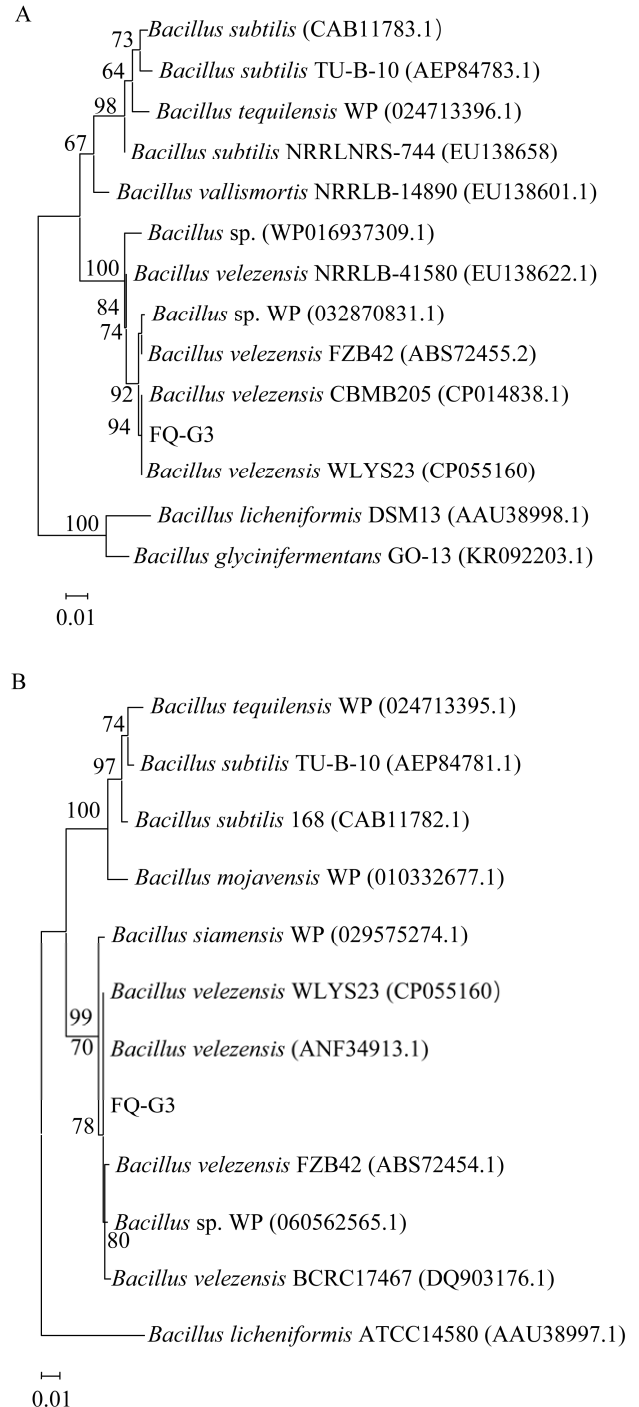 A
73
Bacillus subtilis (CAB11783.1)
64
Bacillus subtilis TU-B-10 (AEP84783.1)
98
Bacillus tequilensis WP (024713396.1)
67
Bacillus subtilis NRRLNRS-744 (EU138658)
Bacillus vallismortis NRRLB-14890 (EU138601.1)
Bacillus sp. (WP016937309.1)
100
Bacillus velezensis NRRLB-41580 (EU138622.1)
84
Bacillus sp. WP (032870831.1)
74
Bacillus velezensis FZB42 (ABS72455.2)
92
Bacillus velezensis CBMB205 (CP014838.1)
94
FQ-G3
Bacillus velezensis WLYS23 (CP055160)
100
Bacillus licheniformis DSM13 (AAU38998.1)
Bacillus glycinifermentans GO-13 (KR092203.1)
0.01
B
Bacillus tequilensis WP (024713395.1)
74
97
Bacillus subtilis TU-B-10 (AEP84781.1)
100
Bacillus subtilis 168 (CAB11782.1)
Bacillus mojavensis WP (010332677.1)
Bacillus siamensis WP (029575274.1)
Bacillus velezensis WLYS23 (CP055160)
99
70
Bacillus velezensis (ANF34913.1)
FQ-G3
78
Bacillus velezensis FZB42 (ABS72454.1)
Bacillus sp. WP (060562565.1)
80
Bacillus velezensis BCRC17467 (DQ903176.1)
Bacillus licheniformis ATCC14580 (AAU38997.1)
0.01